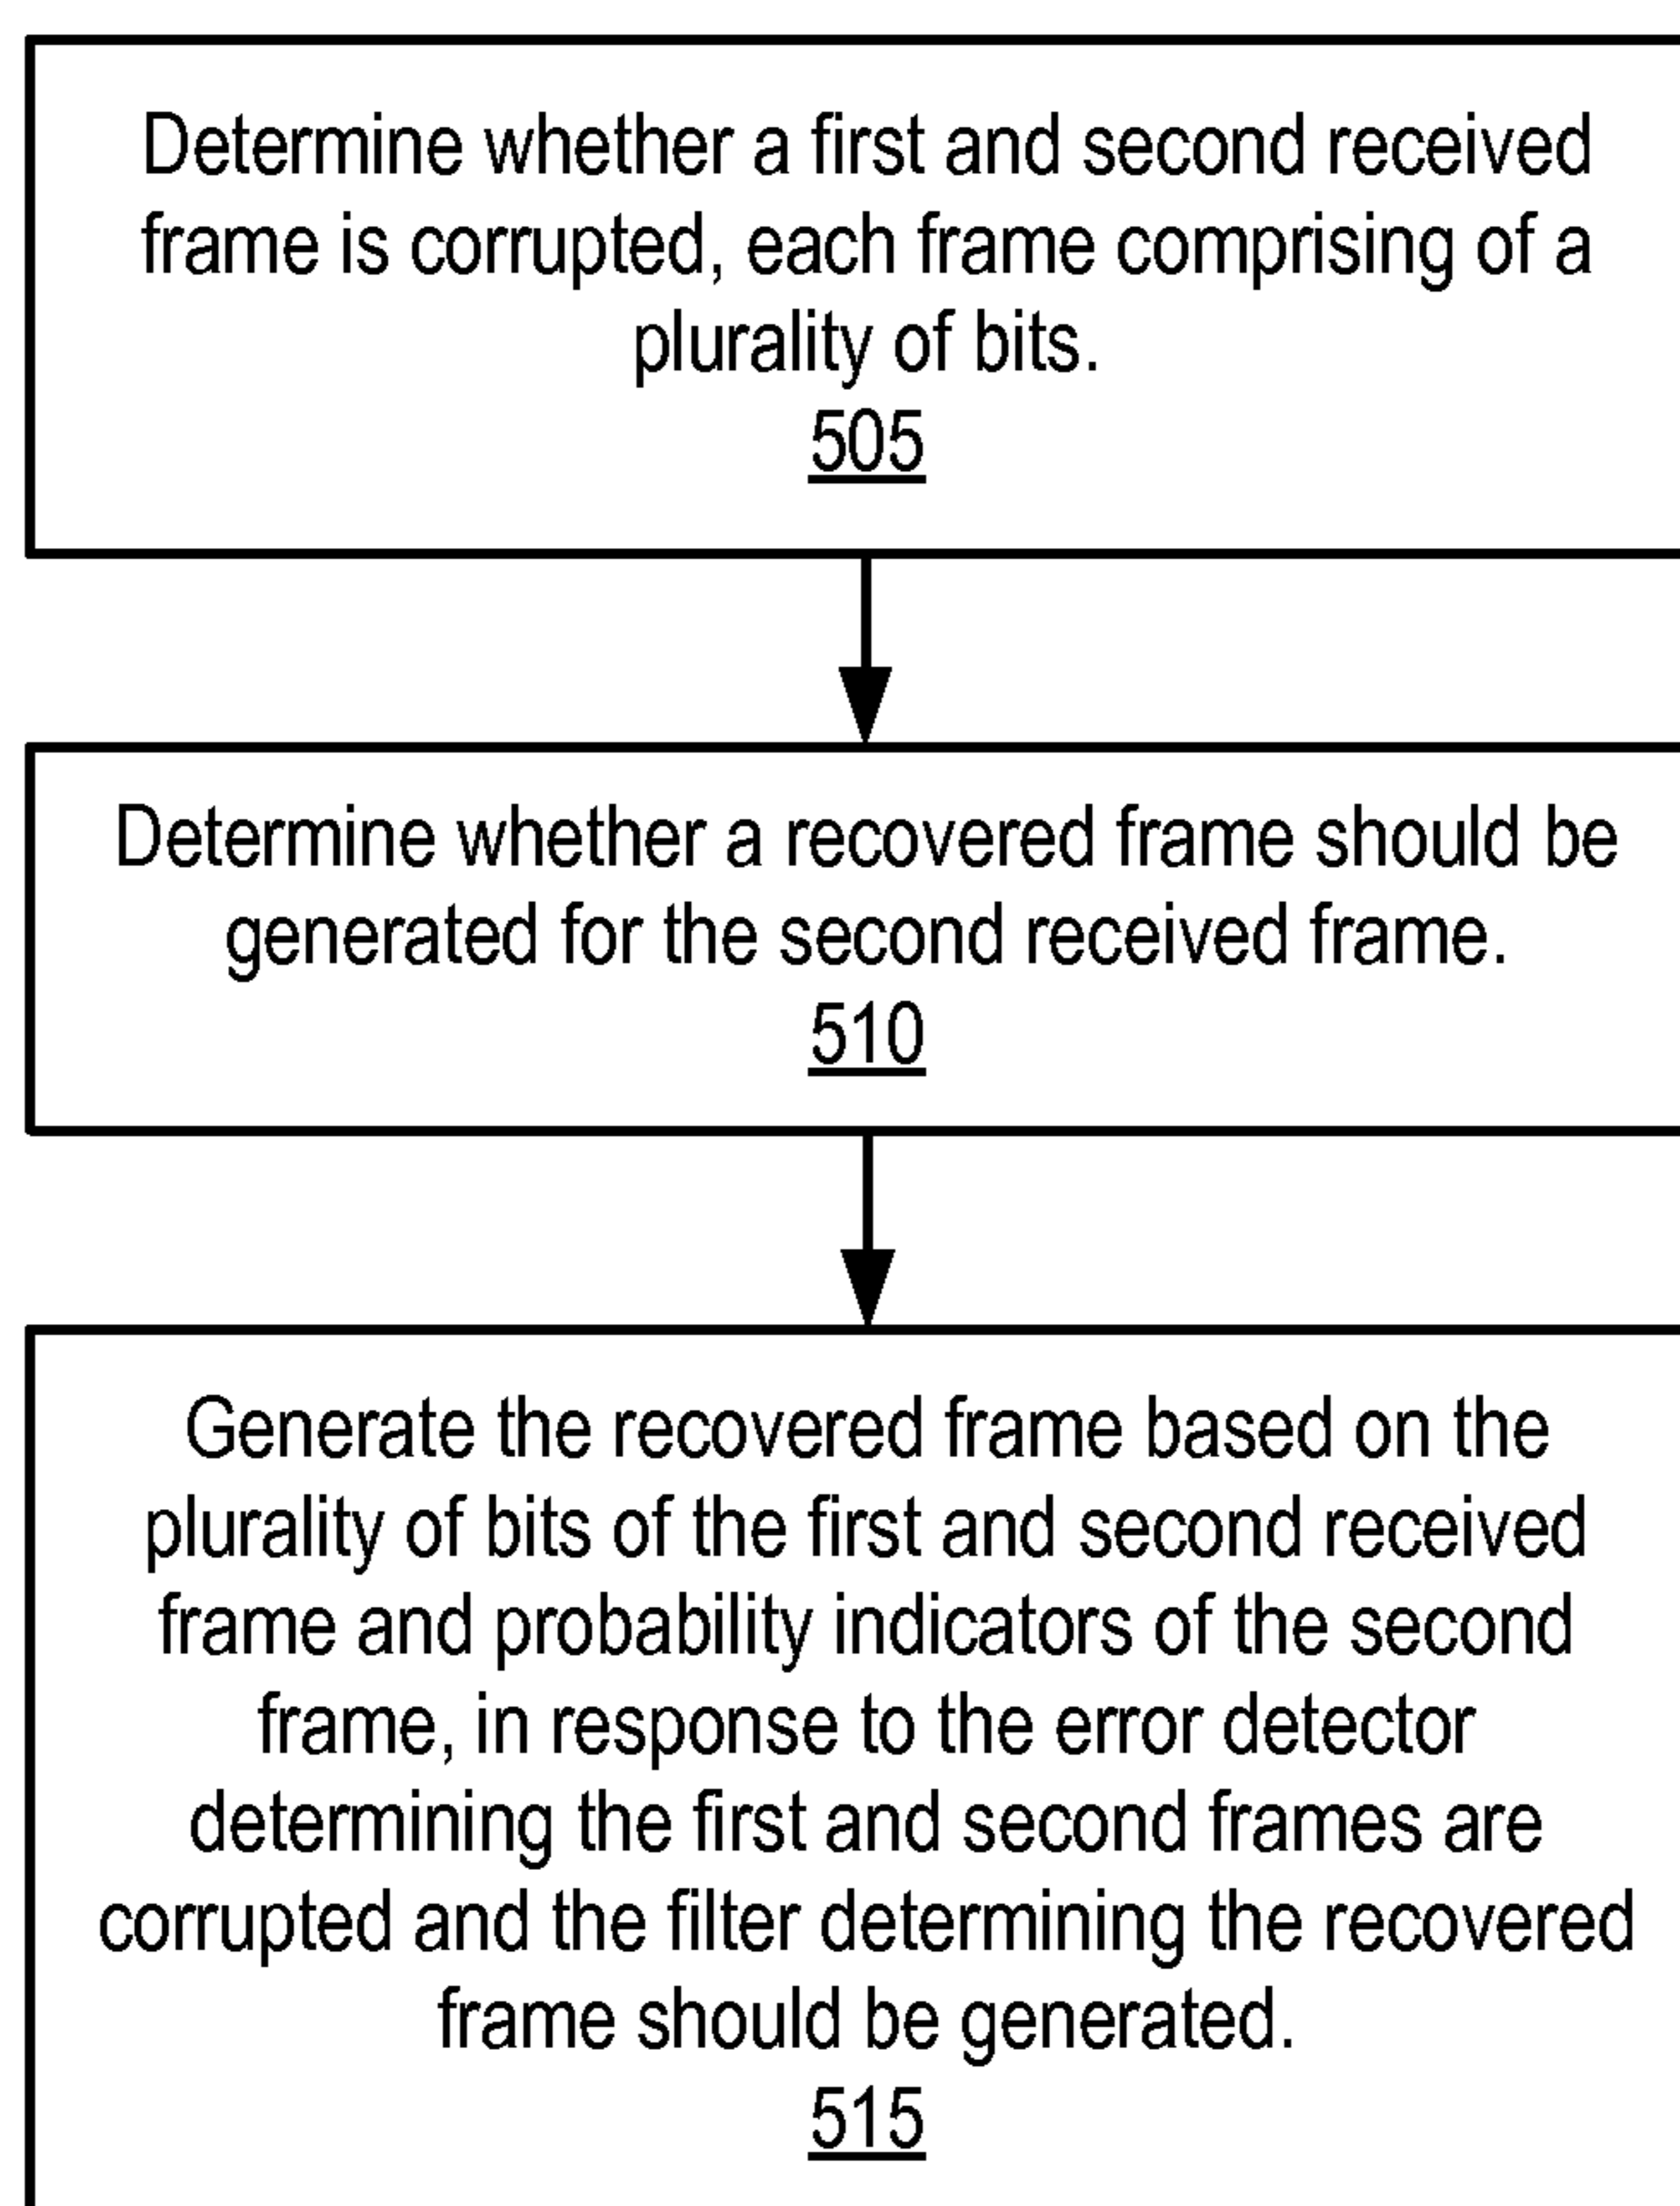 Determine whether a first and second received
frame is corrupted, each frame comprising of a
plurality of bits.
505
Determine whether a recovered frame should be
generated for the second received frame.
510
Generate the recovered frame based on the
plurality of bits of the first and second received
frame and probability indicators of the second
frame, in response to the error detector
determining the first and second frames are
corrupted and the filter determining the recovered
frame should be generated.
515